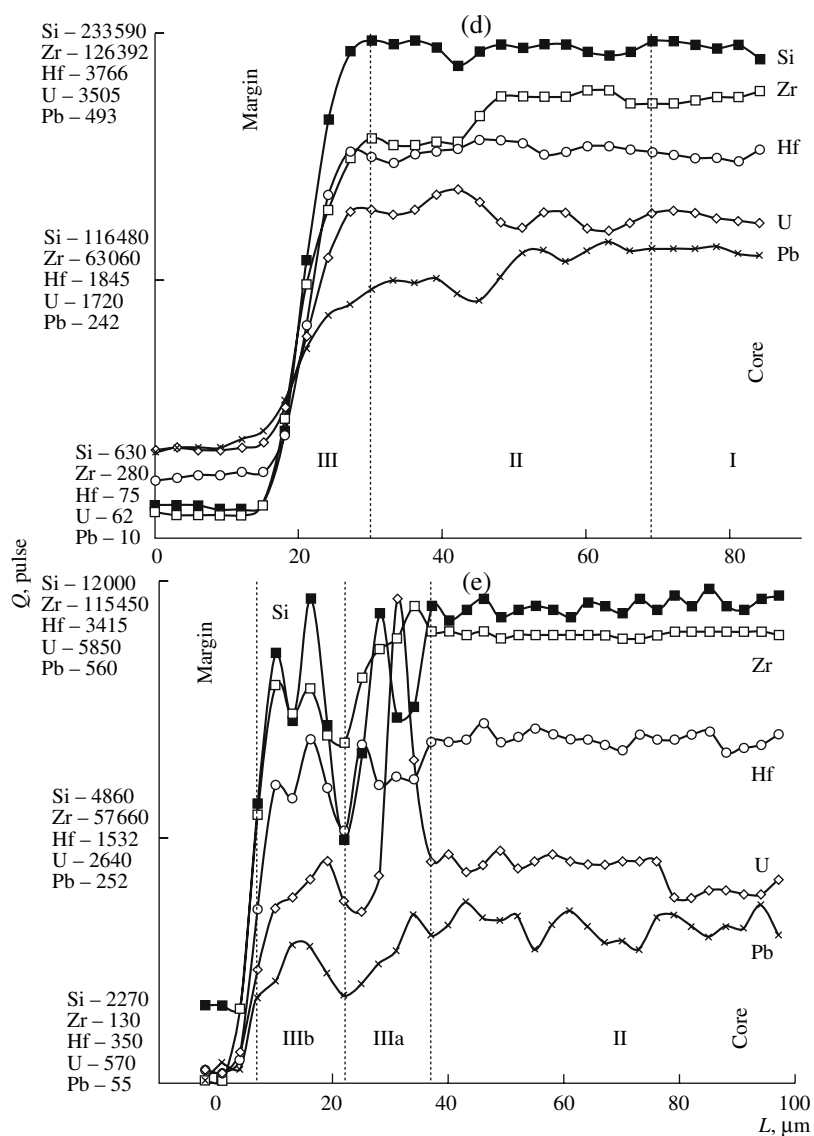 (d)
Si – 233590
Zr – 126392
Hf – 3766
U – 3505
Pb – 493
Margin
Si
Zr
Hf
U
Pb
Si – 116480
Zr – 63060
Hf – 1845
U – 1720
Pb – 242
Core
Si – 630
Zr – 280
Hf – 75
U – 62
Pb – 10
III
II
I
0 20 40 60 80
Q, pulse
(e)
Si – 12000
Zr – 115450
Hf – 3415
U – 5850
Pb – 560
Margin
Si
Zr
Hf
U
Pb
Si – 4860
Zr – 57660
Hf – 1532
U – 2640
Pb – 252
Si – 2270
Zr – 130
Hf – 350
U – 570
Pb – 55
IIIb
IIIa
II
Core
0 20 40 60 80 100
L, μm